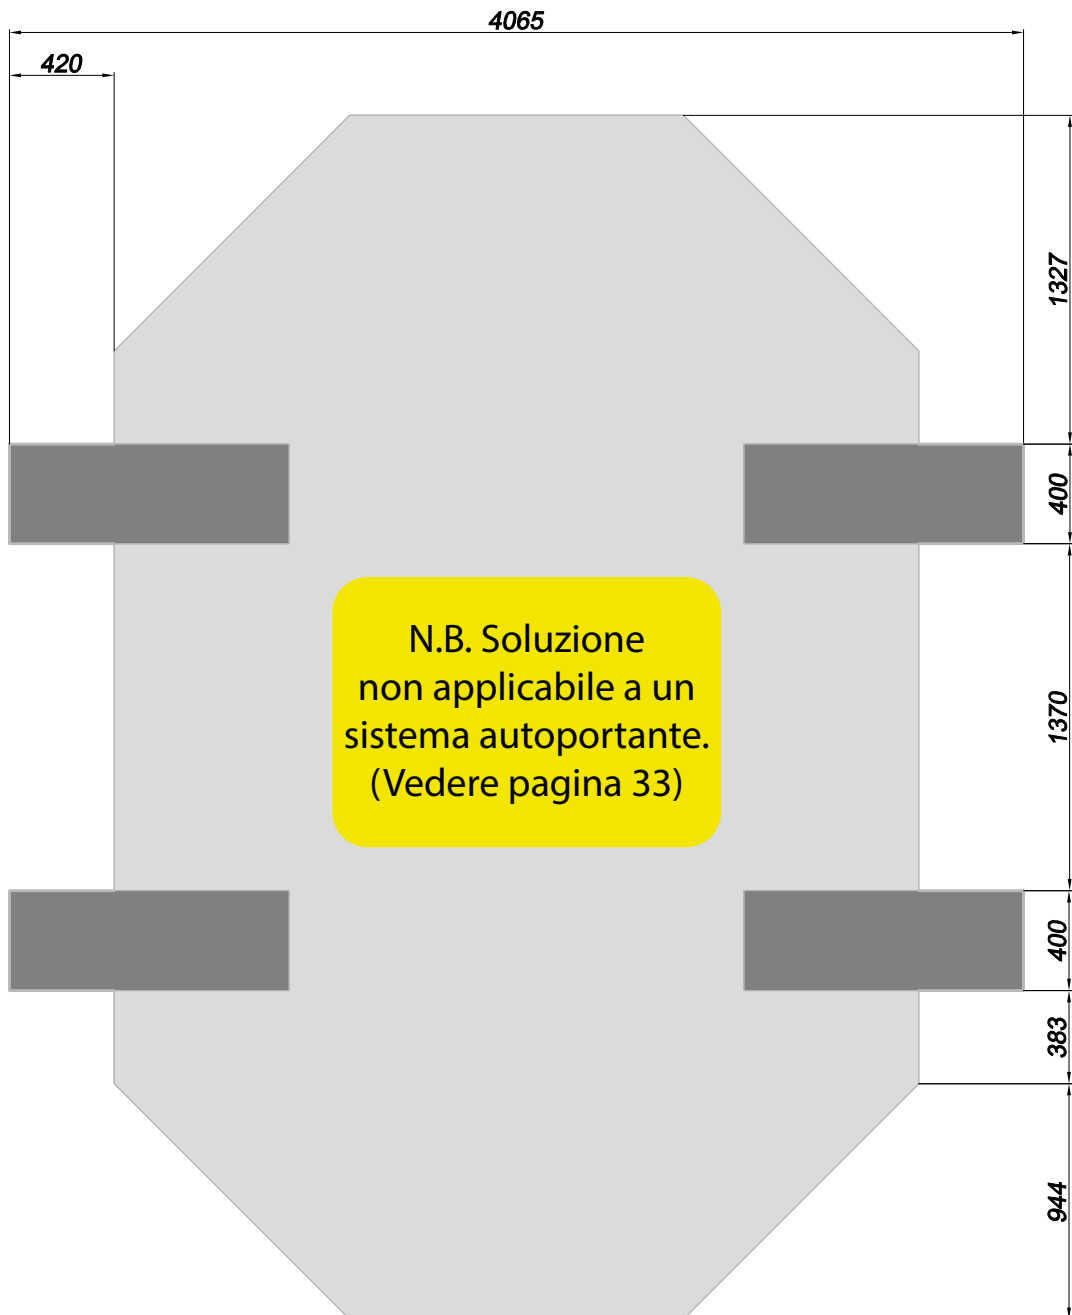 4065
420
1327
400
N.B. Soluzione
non applicabile a un
sistema autoportante.
(Vedere pagina 33)
1370
400
383
944